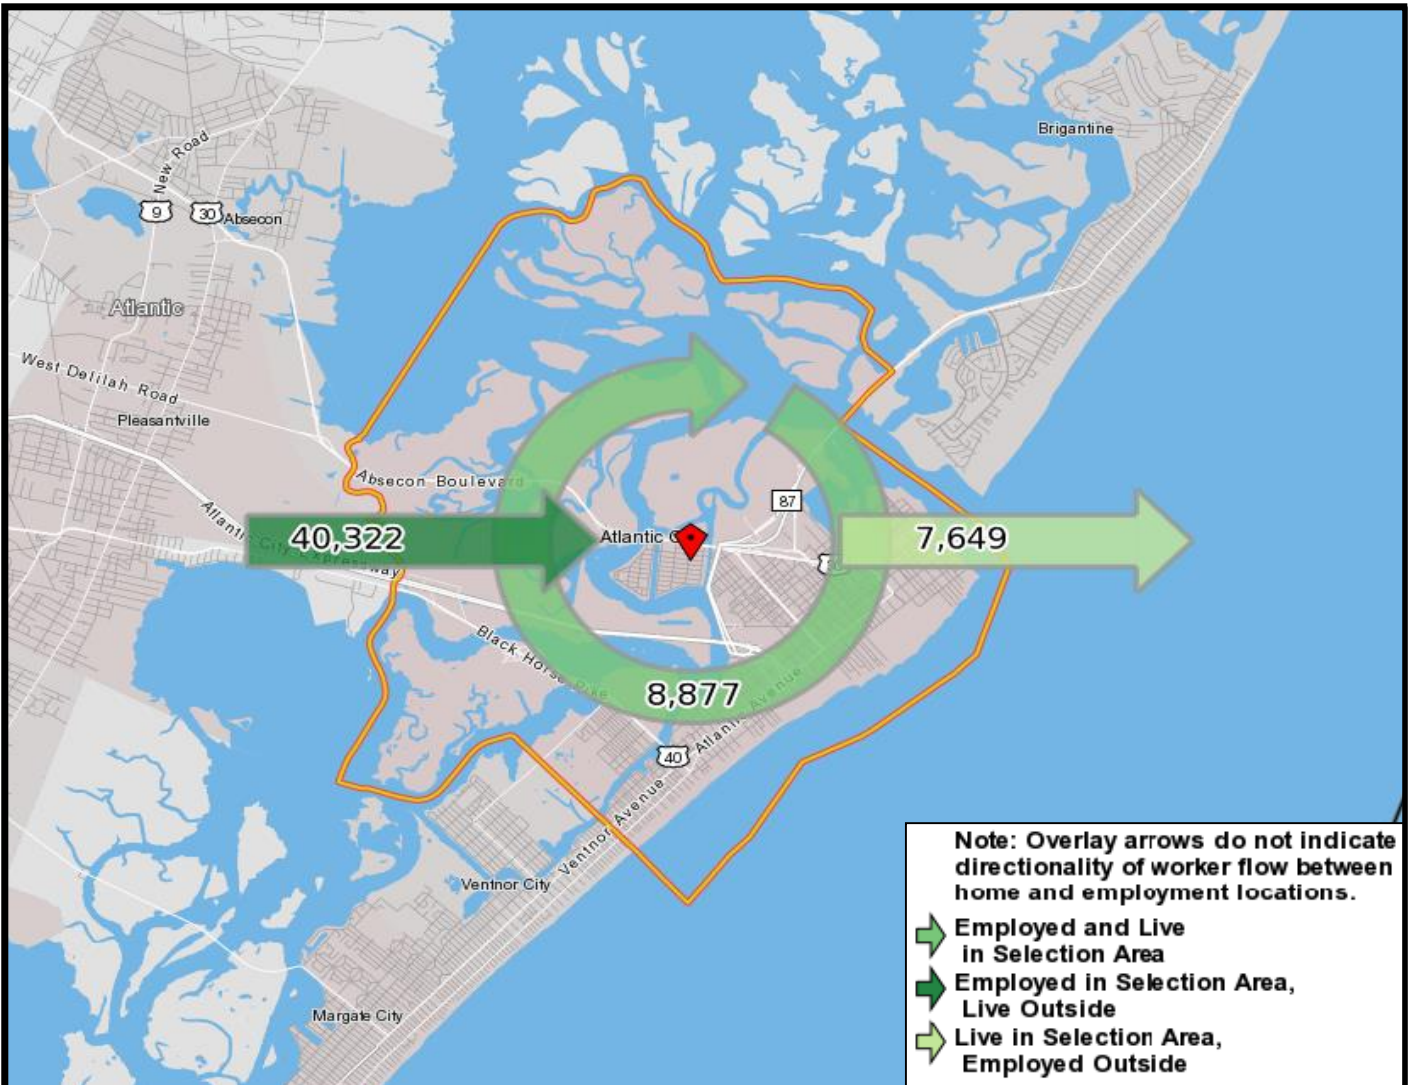 Brigantine
New Road
9
30
Absecon
Atlantic
West Delilah Road
Pleasantville
Absecon Boulevard
87
Atlantic City Expressway
40,322
Atlantic
7,649
Black Horse Pike
8,877
Atlantic Avenue
40
Ventnor Avenue
Ventnor City
Margate City
Note: Overlay arrows do not indicate
directionality of worker flow between
home and employment locations.
Employed and Live
in Selection Area
Employed in Selection Area,
Live Outside
Live in Selection Area,
Employed Outside